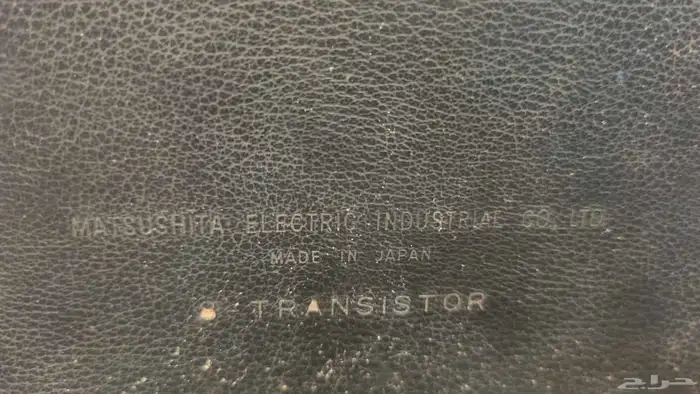 MATSUSHITA ELECTRIC INDUSTRIAL CO., LTD.
MADE IN JAPAN
TRANSISTOR
حراج